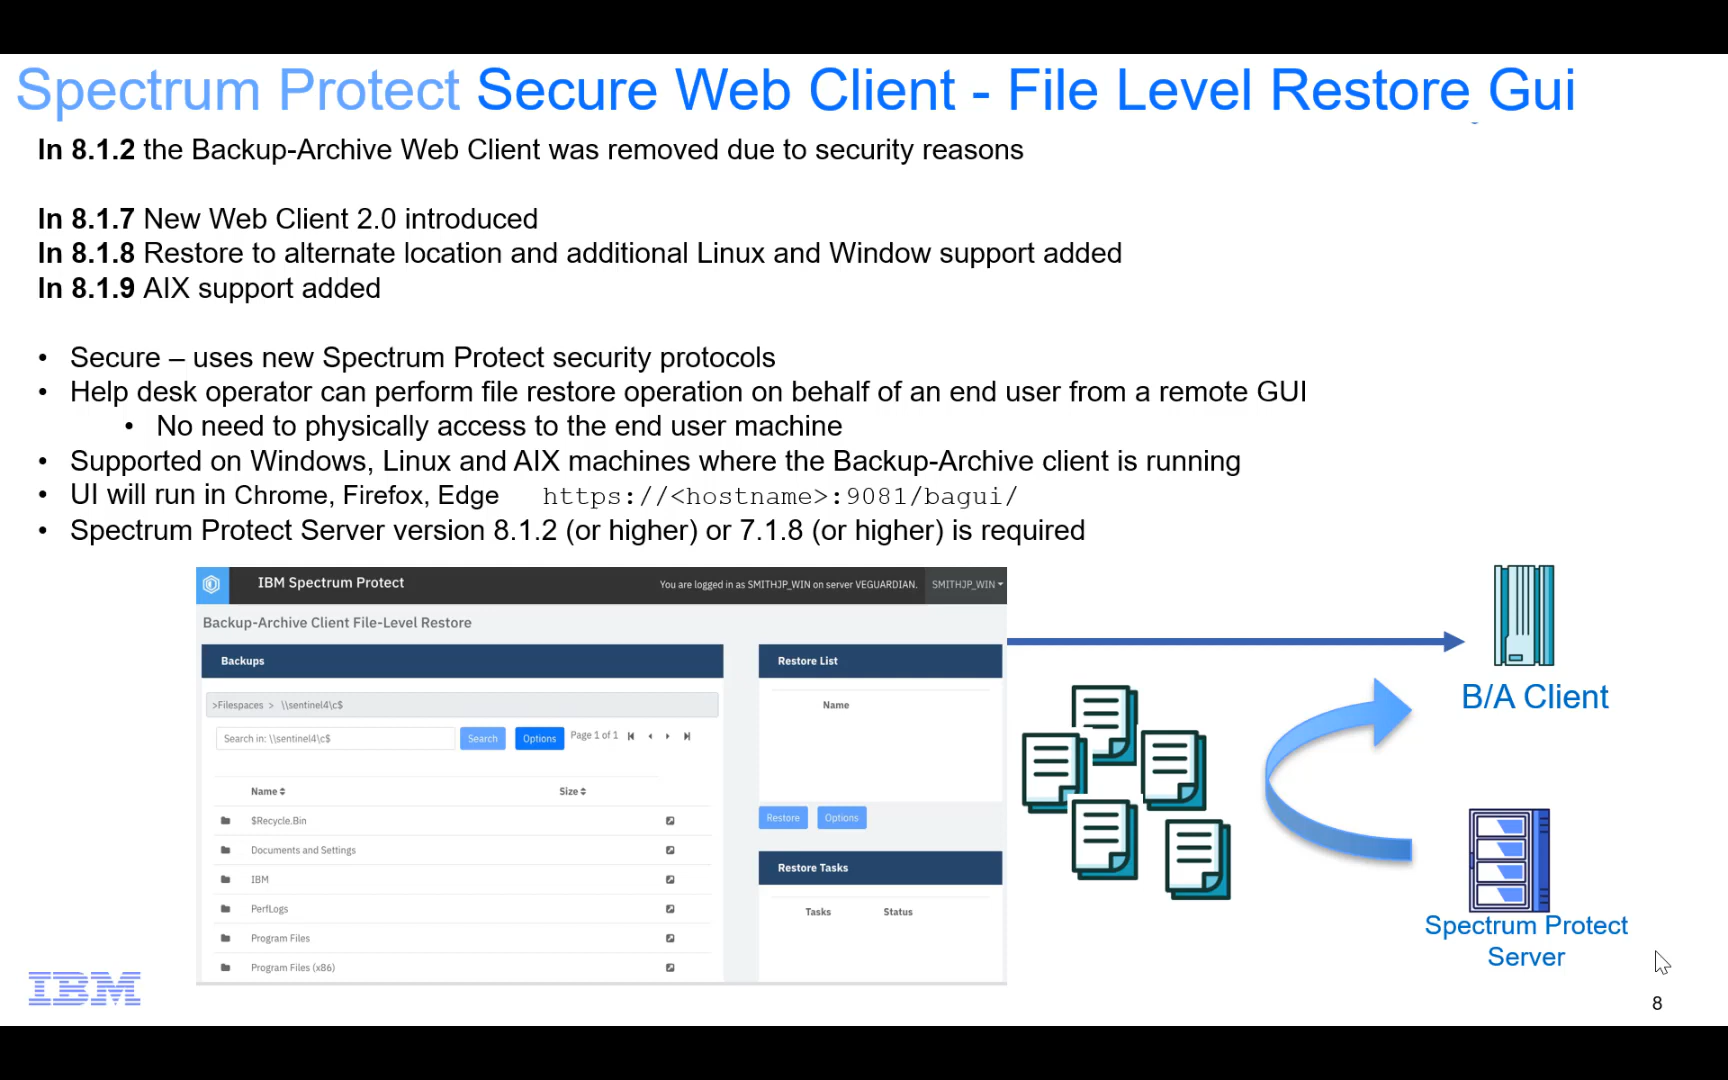 Spectrum Protect Secure Web Client - File Level Restore Gui
In 8.1.2 the Backup-Archive Web Client was removed due to security reasons
In 8.1.7 New Web Client 2.0 introduced
In 8.1.8 Restore to alternate location and additional Linux and Window support added
In 8.1.9 AIX support added
• Secure – uses new Spectrum Protect security protocols
• Help desk operator can perform file restore operation on behalf of an end user from a remote GUI
• No need to physically access to the end user machine
• Supported on Windows, Linux and AIX machines where the Backup-Archive client is running
• UI will run in Chrome, Firefox, Edge https://<hostname>:9081/bagui/
• Spectrum Protect Server version 8.1.2 (or higher) or 7.1.8 (or higher) is required
IBM Spectrum Protect
You are logged in as SMITHJP_WIN on server VEGUARDIAN.
SMITHJP_WIN
Backup-Archive Client File-Level Restore
Backups
>Filespaces > \\sentinel4\c$
Search in: \\sentinel4\c$
Search
Options
Page 1 of 1
Name
Size
$Recycle.Bin
Documents and Settings
IBM
PerfLogs
Program Files
Program Files (x86)
Restore List
Name
Restore
Options
Restore Tasks
Tasks
Status
B/A Client
Spectrum Protect
Server
IBM
8